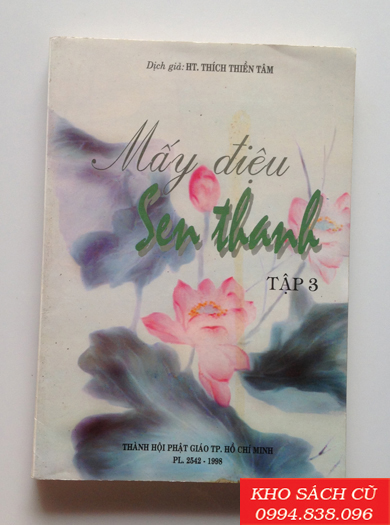 Dịch giả: HT. THÍCH THIỀN TÂM
Mấy điệu
Sen thanh
TẬP 3
THÀNH HỘI PHẬT GIÁO TP. HỒ CHÍ MINH
PL. 2542 - 1998
KHO SÁCH CŨ
0994.838.096